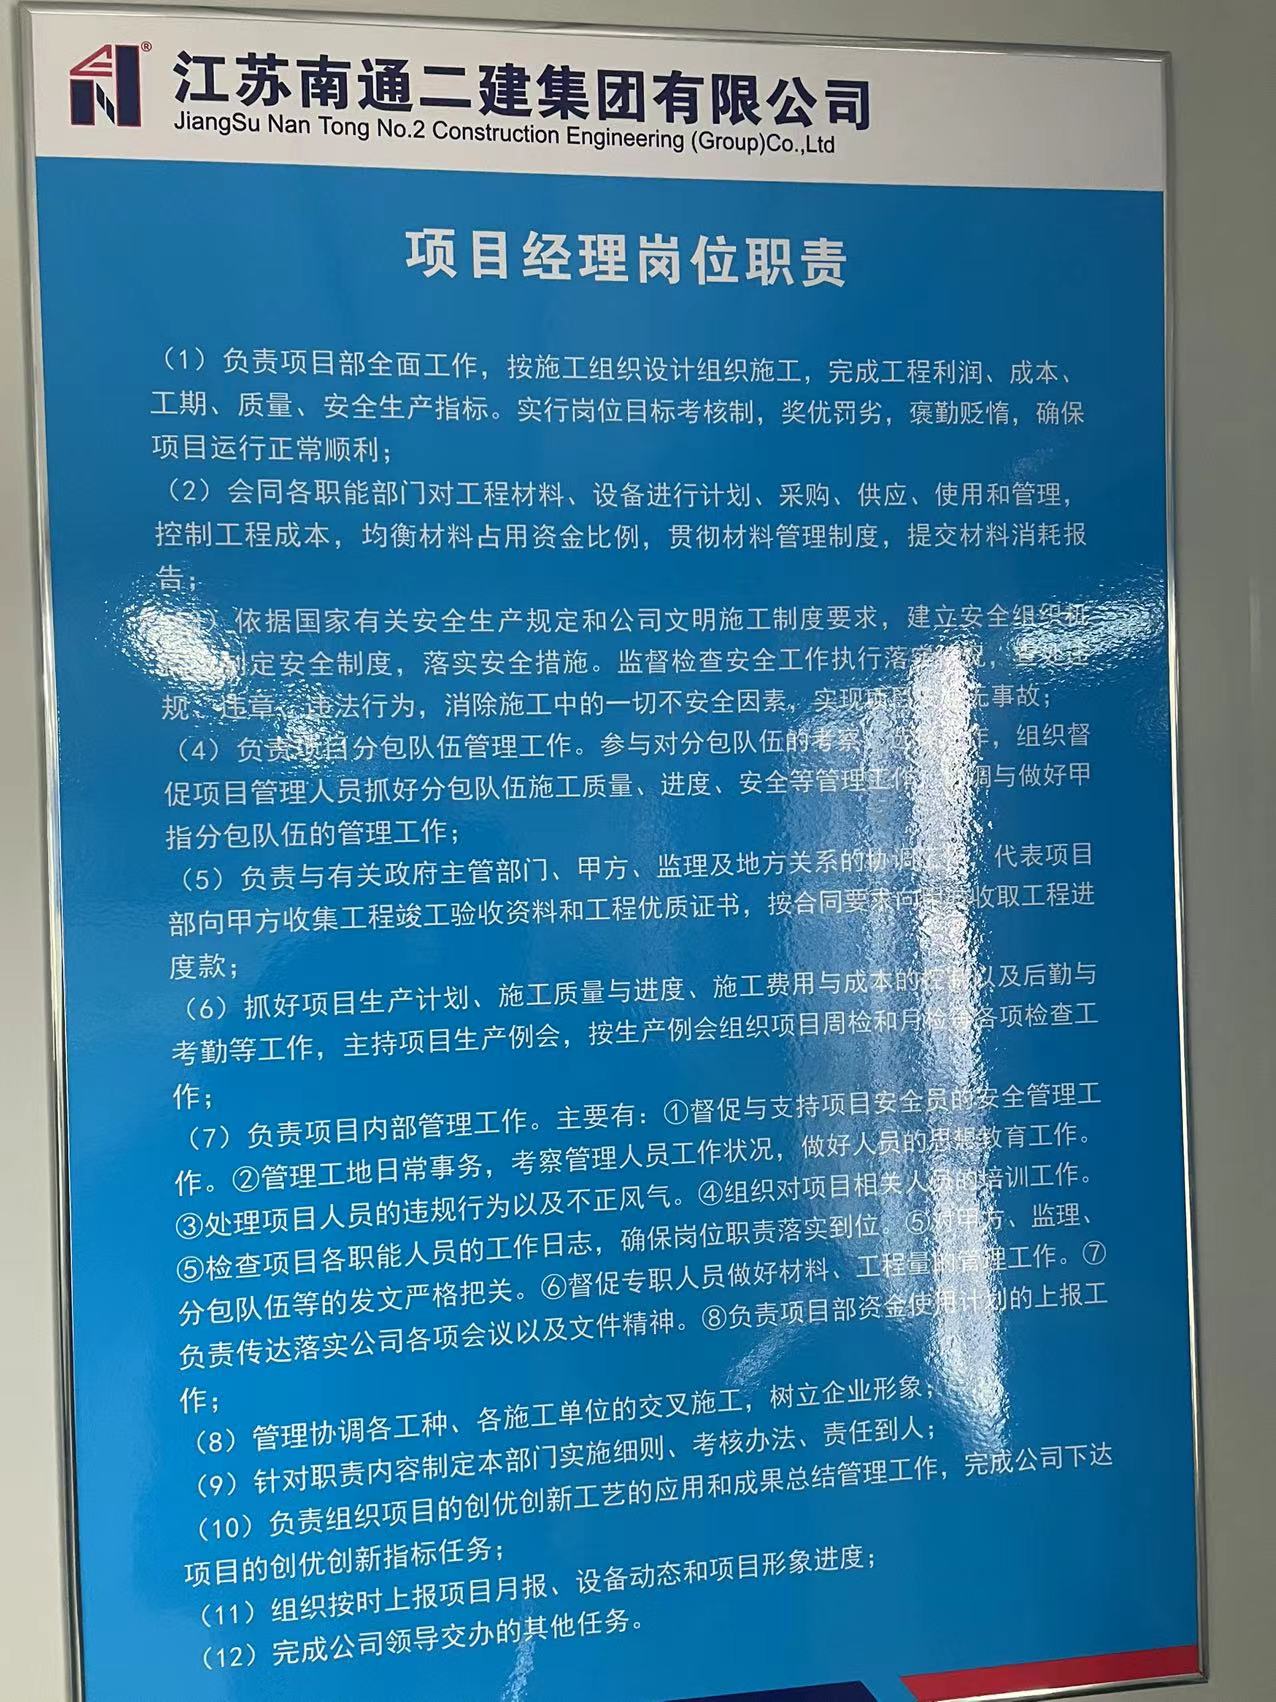 江苏南通二建集团有限公司
JiangSu Nan Tong No.2 Construction Engineering (Group)Co.,Ltd
项目经理岗位职责
（1）负责项目部全面工作，按施工组织设计组织施工，完成工程利润、成本、
工期、质量、安全生产指标。实行岗位目标考核制，奖优罚劣，褒勤贬惰，确保
项目运行正常顺利；
（2）会同各职能部门对工程材料、设备进行计划、采购、供应、使用和管理，
控制工程成本，均衡材料占用资金比例，贯彻材料管理制度，提交材料消耗报
告；
）依据国家有关安全生产规定和公司文明施工制度要求，建立安全组织机
制定安全制度，落实安全措施。监督检查安全工作执行落实情况，查处违
规、违章、违法行为，消除施工中的一切不安全因素，实现项目无事故；
（4）负责项目分包队伍管理工作。参与对分包队伍的考察作，组织督
促项目管理人员抓好分包队伍施工质量、进度、安全等管理工作调与做好甲
指分包队伍的管理工作；
（5）负责与有关政府主管部门、甲方、监理及地方关系的协调工作，代表项目
部向甲方收集工程竣工验收资料和工程优质证书，按合同要求向收取工程进
度款；
（6）抓好项目生产计划、施工质量与进度、施工费用与成本的控制以及后勤与
考勤等工作，主持项目生产例会，按生产例会组织项目周检和月检等各项检查工
作；
（7）负责项目内部管理工作。主要有：①督促与支持项目安全员的安全管理工
作。②管理工地日常事务，考察管理人员工作状况，做好人员的思想教育工作。
③处理项目人员的违规行为以及不正风气。④组织对项目相关人员的培训工作。
⑤检查项目各职能人员的工作日志，确保岗位职责落实到位。⑤对甲方、监理、
分包队伍等的发文严格把关。⑥督促专职人员做好材料、工程量的管理工作。⑦
负责传达落实公司各项会议以及文件精神。⑧负责项目部资金使用计划的上报工
作；
（8）管理协调各工种、各施工单位的交叉施工，树立企业形象；
（9）针对职责内容制定本部门实施细则、考核办法、责任到人；
（10）负责组织项目的创优创新工艺的应用和成果总结管理工作，完成公司下达
项目的创优创新指标任务；
（11）组织按时上报项目月报、设备动态和项目形象进度；
（12）完成公司领导交办的其他任务。